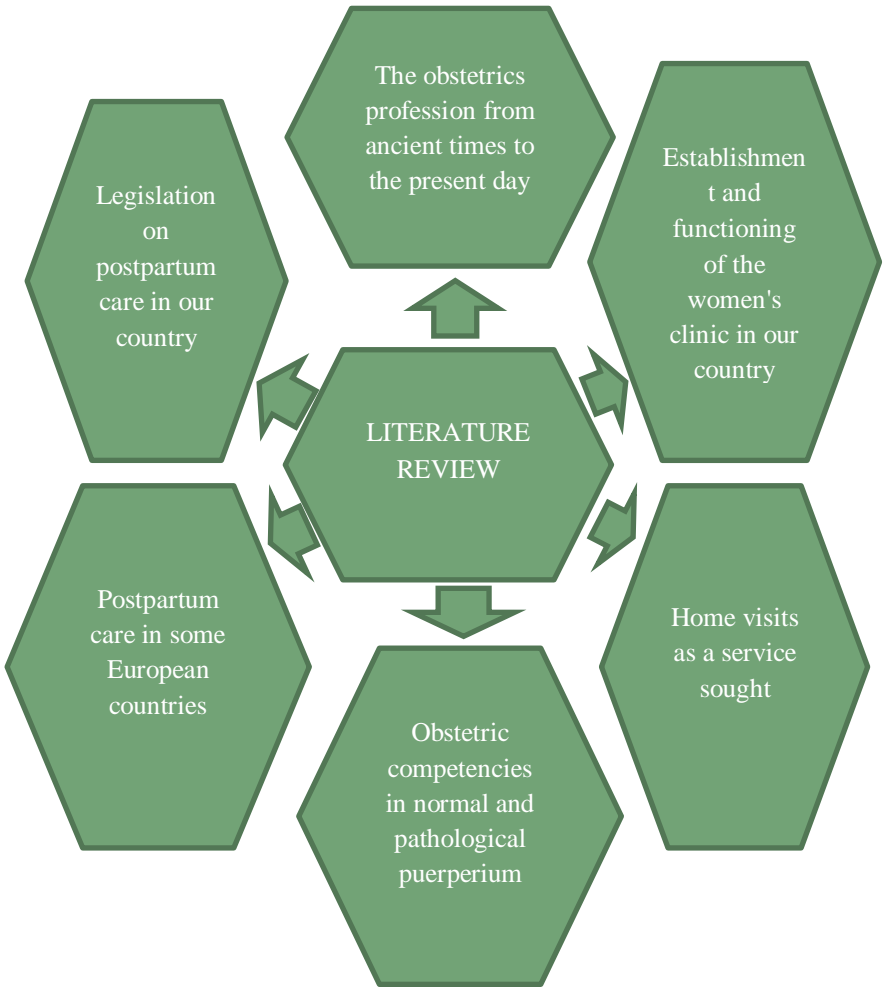 The obstetrics
profession from
ancient times to
the present day
Establishmen
t and
functioning
of the
women's
clinic in our
country
Legislation
on
postpartum
care in our
country
LITERATURE
REVIEW
Postpartum
care in some
European
countries
Home visits
as a service
sought
Obstetric
competencies
in normal and
pathological
puerperium